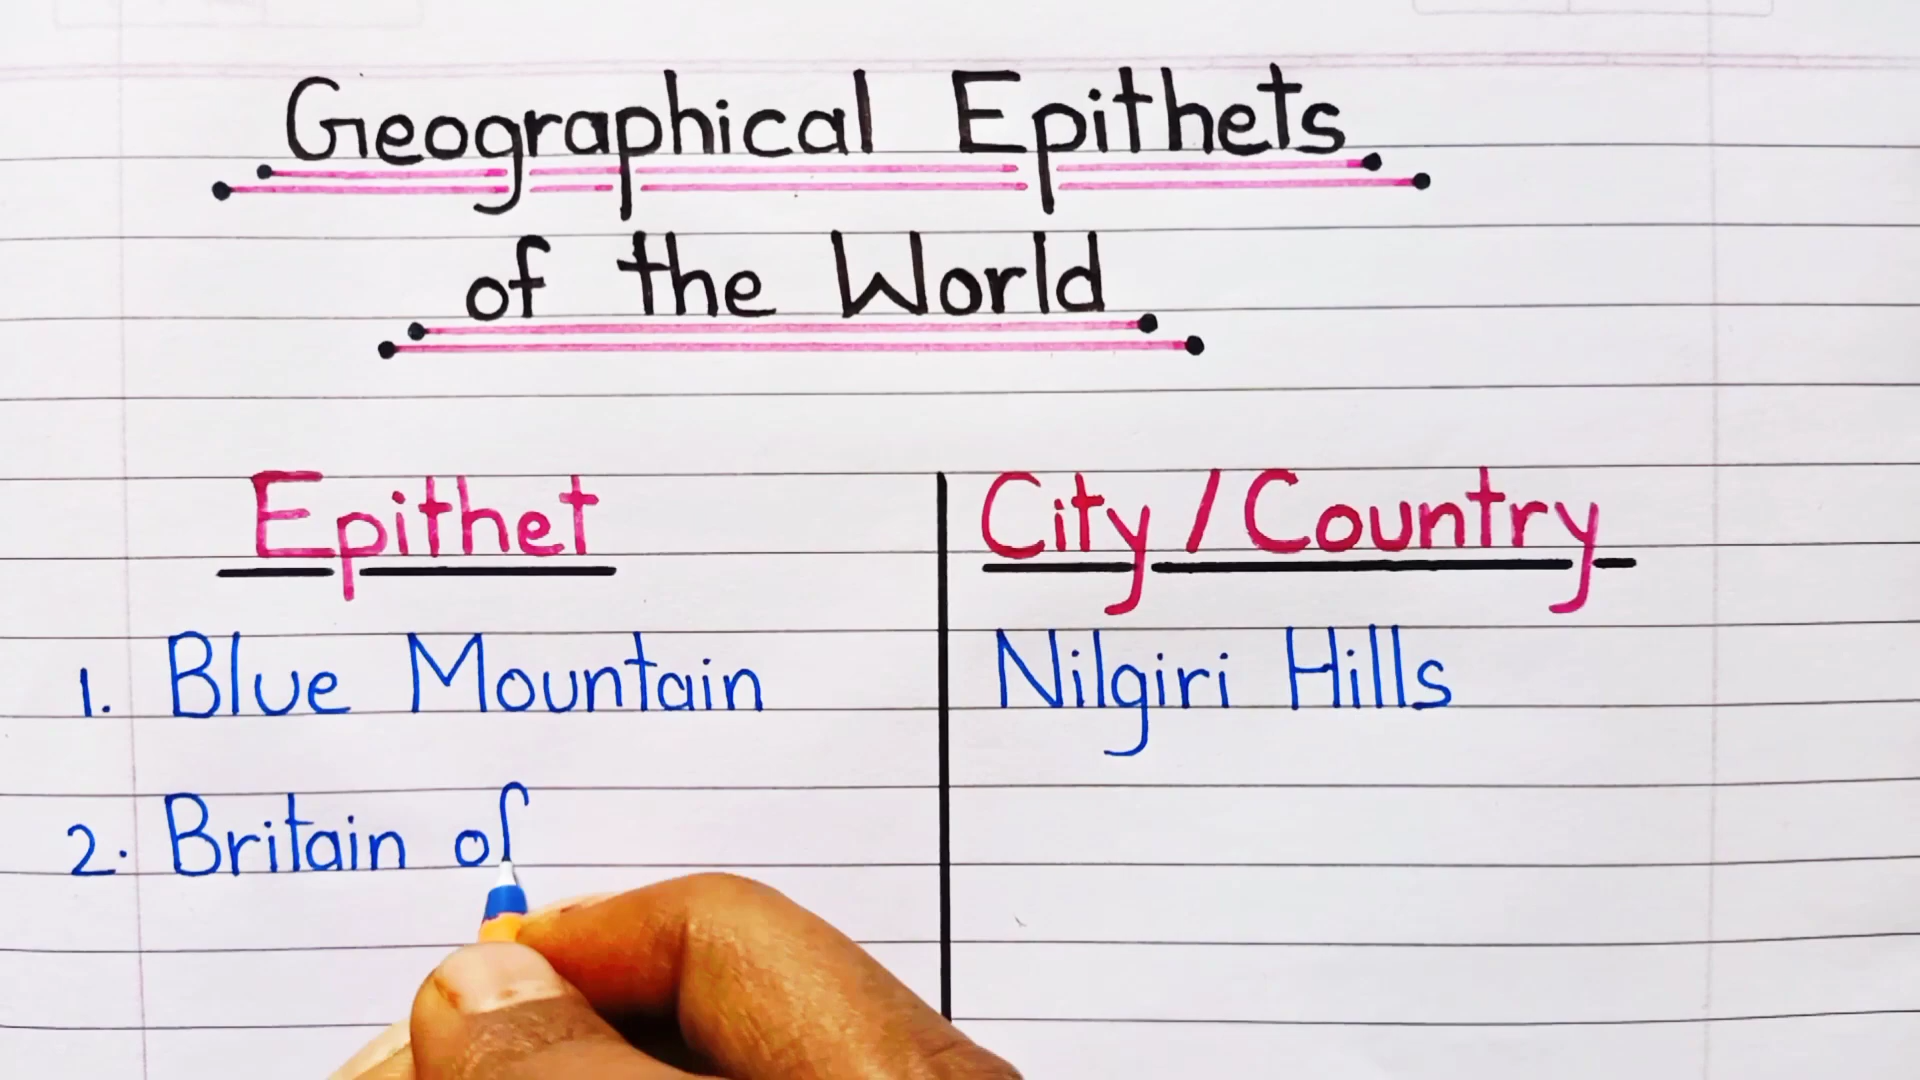 Geographical Epithets
of the World
Epithet
City/Country
1. Blue Mountain
Nilgiri Hills
2. Britain of